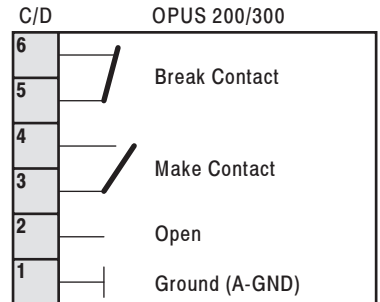 C/D OPUS 200/300
6
Break Contact
5
4
Make Contact
3
2 Open
1 Ground (A-GND)